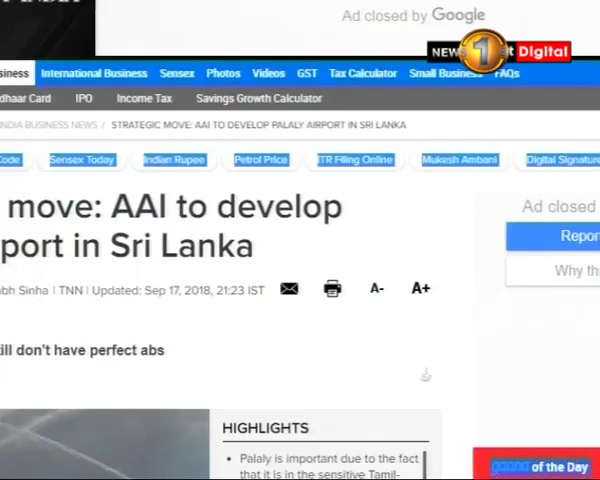 Ad closed by Google
NEWS 1st Digital
International Business Sensex Photos Videos GST Tax Calculator Small Business FAQs
Card IPO Income Tax Savings Growth Calculator
INDIA BUSINESS NEWS / STRATEGIC MOVE: AAI TO DEVELOP PALALY AIRPORT IN SRI LANKA
Sensex Today Indian Rupee Petrol Price ITR Filing Online Mukesh Ambani Digital Signature
move: AAI to develop
port in Sri Lanka
Ad closed
Repor
Why thi
bh Sinha | TNN | Updated: Sep 17, 2018, 21:23 IST A- A+
ill don't have perfect abs
HIGHLIGHTS
• Palaly is important due to the fact
that it is in the sensitive Tamil-
gaana of the Day